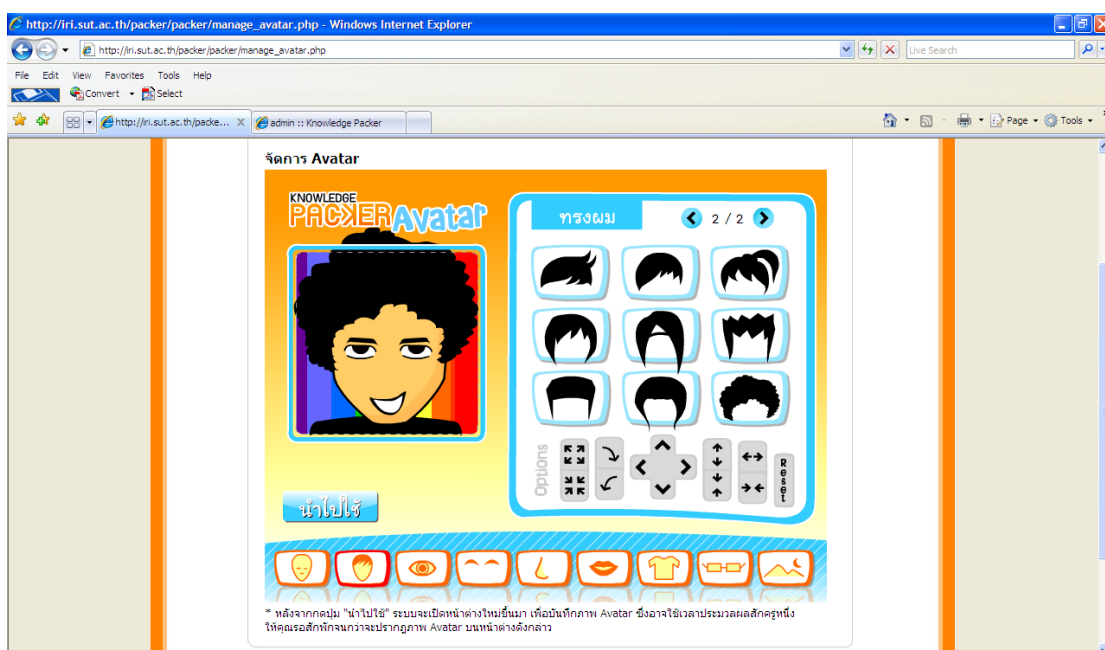 http://iri.sut.ac.th/packer/packer/manage_avatar.php - Windows Internet Explorer
http://iri.sut.ac.th/packer/packer/manage_avatar.php
Live Search
File Edit View Favorites Tools Help
Convert Select
http://iri.sut.ac.th/packe... X admin :: Knowledge Packer
Page Tools
จัดการ Avatar
KNOWLEDGE
PACKER Avatar
ทรงผม 2 / 2
Options
Reset
นำไปใช้
* หลังจากกดปุ่ม "นำไปใช้" ระบบจะเปิดหน้าต่างใหม่ขึ้นมา เพื่อบันทึกภาพ Avatar ซึ่งอาจใช้เวลาประมวลผลสักครู่หนึ่ง
ให้คุณรอสักพักจนกว่าจะปรากฎภาพ Avatar บนหน้าต่างดังกล่าว